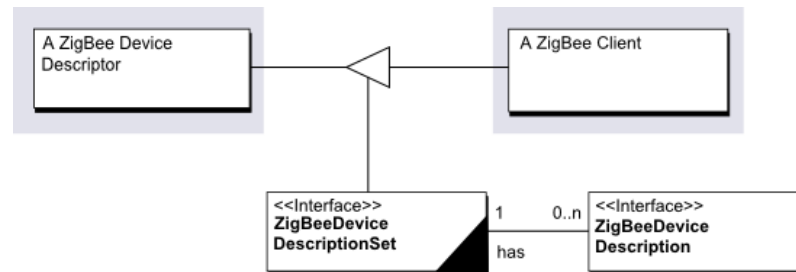 A ZigBee Device
Descriptor
A ZigBee Client
<<Interface>>
ZigBeeDevice
DescriptionSet
1
0..n
has
<<Interface>>
ZigBeeDevice
Description